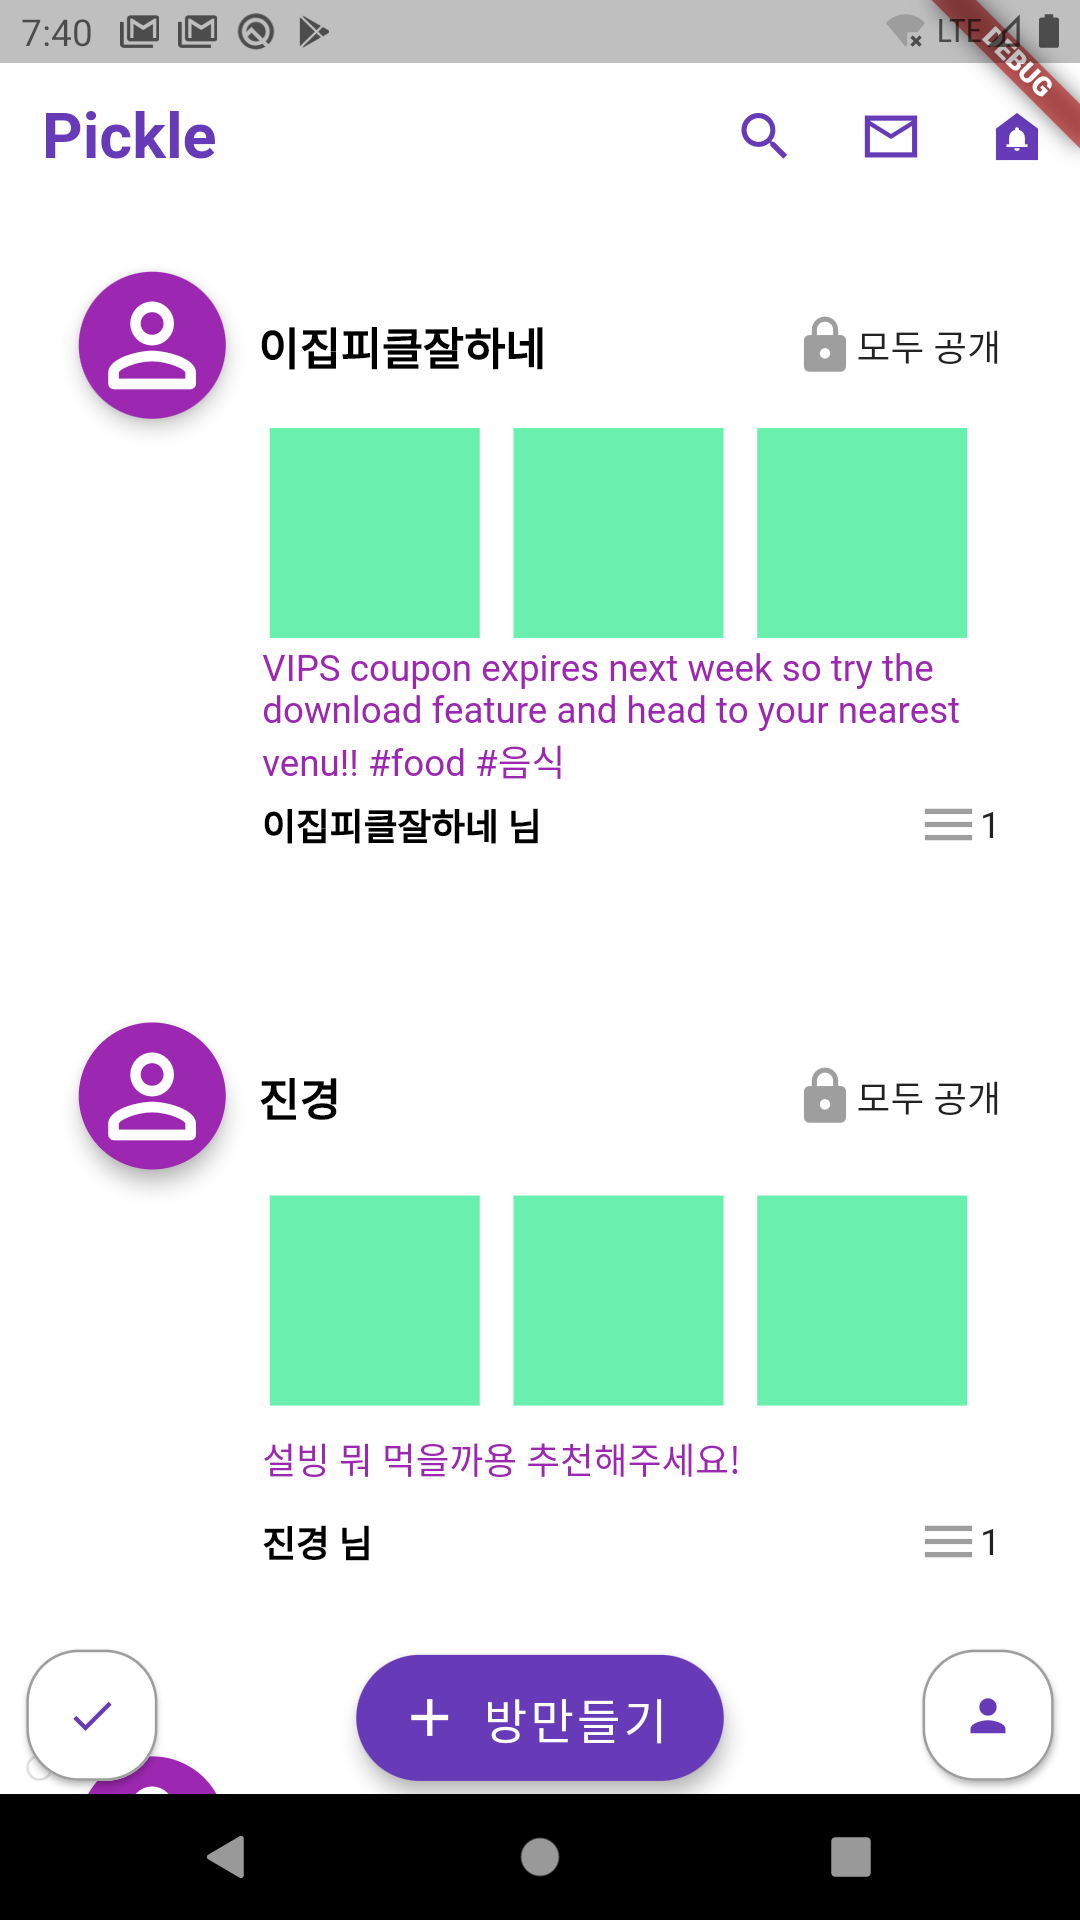 7:40
LTE
DEBUG
Pickle
이집피클잘하네
모두 공개
VIPS coupon expires next week so try the
download feature and head to your nearest
venu!! #food #음식
이집피클잘하네 님
1
진경
모두 공개
설빙 뭐 먹을까용 추천해주세요!
진경 님
1
방만들기